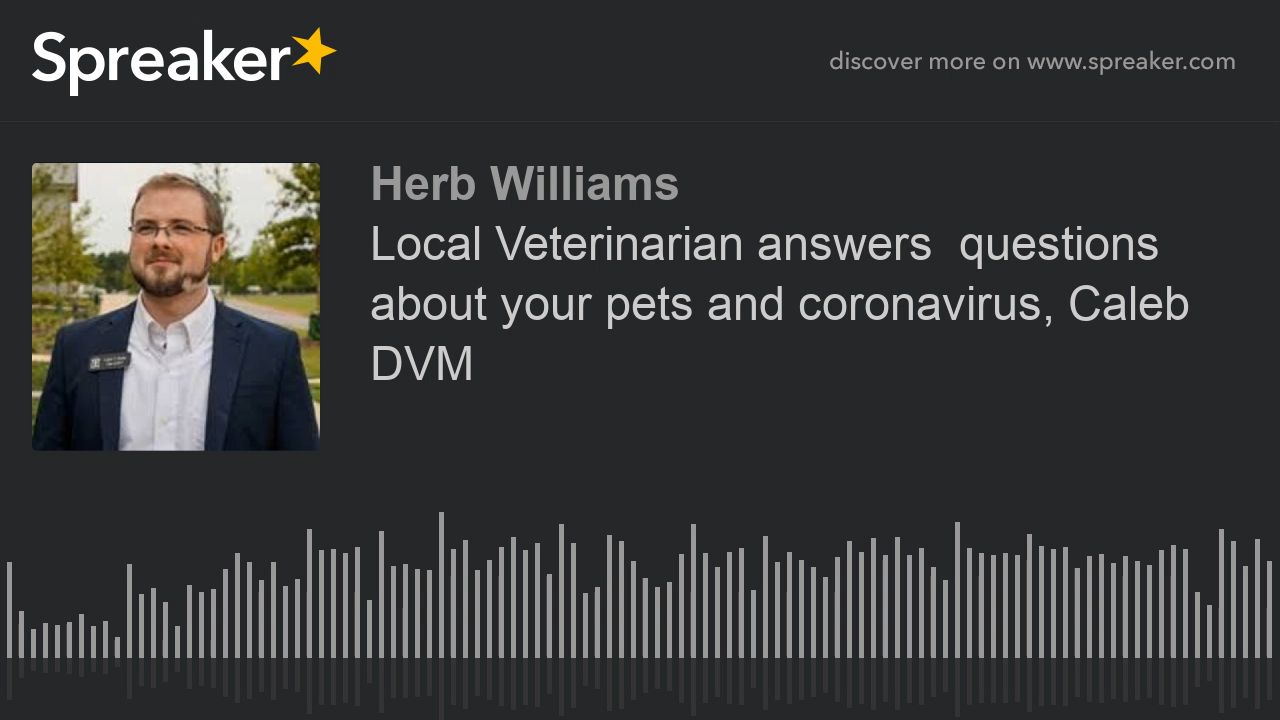 Spreaker
discover more on www.spreaker.com
Herb Williams
Local Veterinarian answers  questions
about your pets and coronavirus, Caleb
DVM